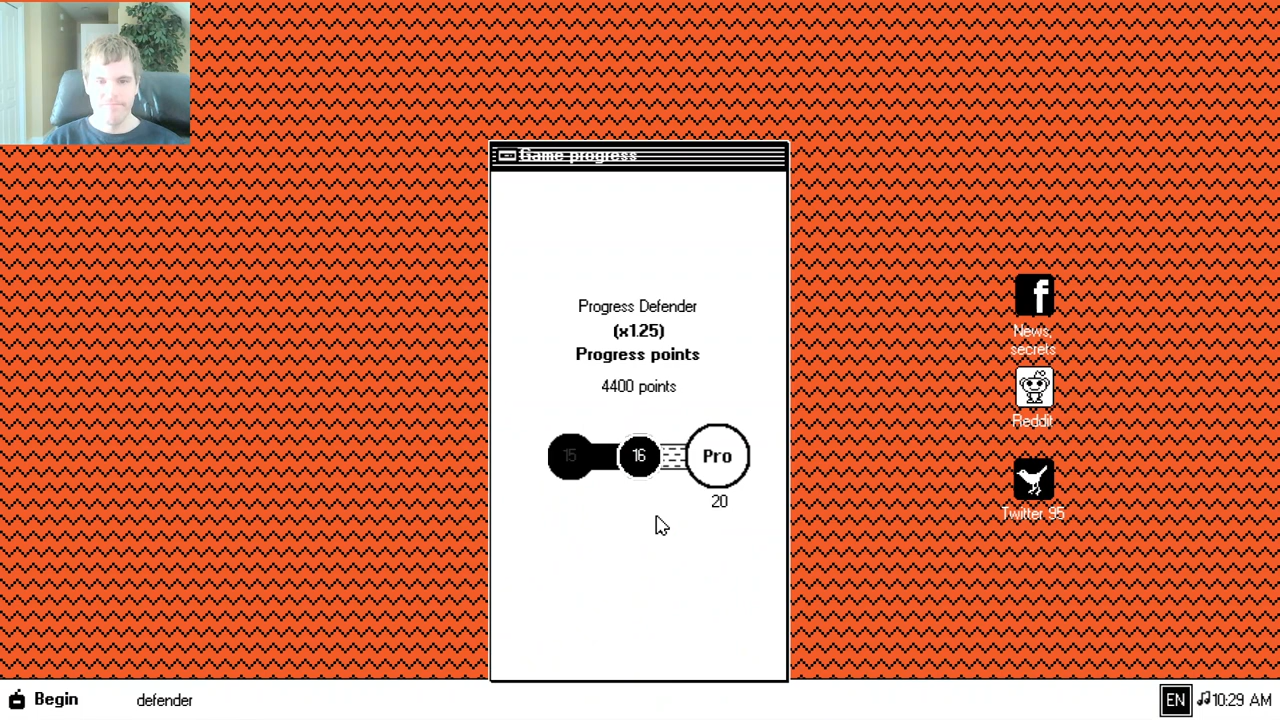 Game progress
Progress Defender
(x1.25)
Progress points
4400 points
15
16
Pro
20
f
News,
secrets
Reddit
Twitter 95
Begin
defender
EN
10:29 AM